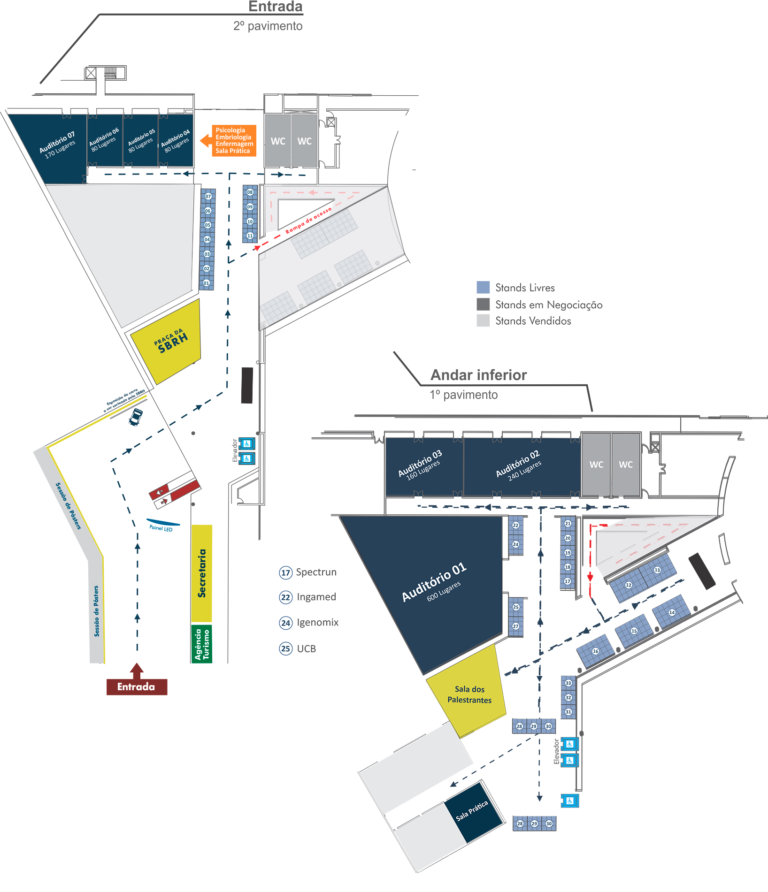 Entrada
2º pavimento
Auditório 07
170 Lugares
Auditório 06
80 Lugares
Auditório 05
80 Lugares
Auditório 04
80 Lugares
Psicologia
Embriologia
Enfermagem
Sala Prática
WC
WC
Rampa de acesso
PRAÇA DA
SBRH
Elevador
Sessão de Pôsters
Painel LED
Sessão de Pôsters
Secretaria
Agência
Turismo
Entrada
Stands Livres
Stands em Negociação
Stands Vendidos
Andar inferior
1º pavimento
Auditório 03
160 Lugares
Auditório 02
240 Lugares
WC
WC
Auditório 01
600 Lugares
17 Spectrun
22 Ingamed
24 Igenomix
25 UCB
Sala dos
Palestrantes
Elevador
Sala Prática